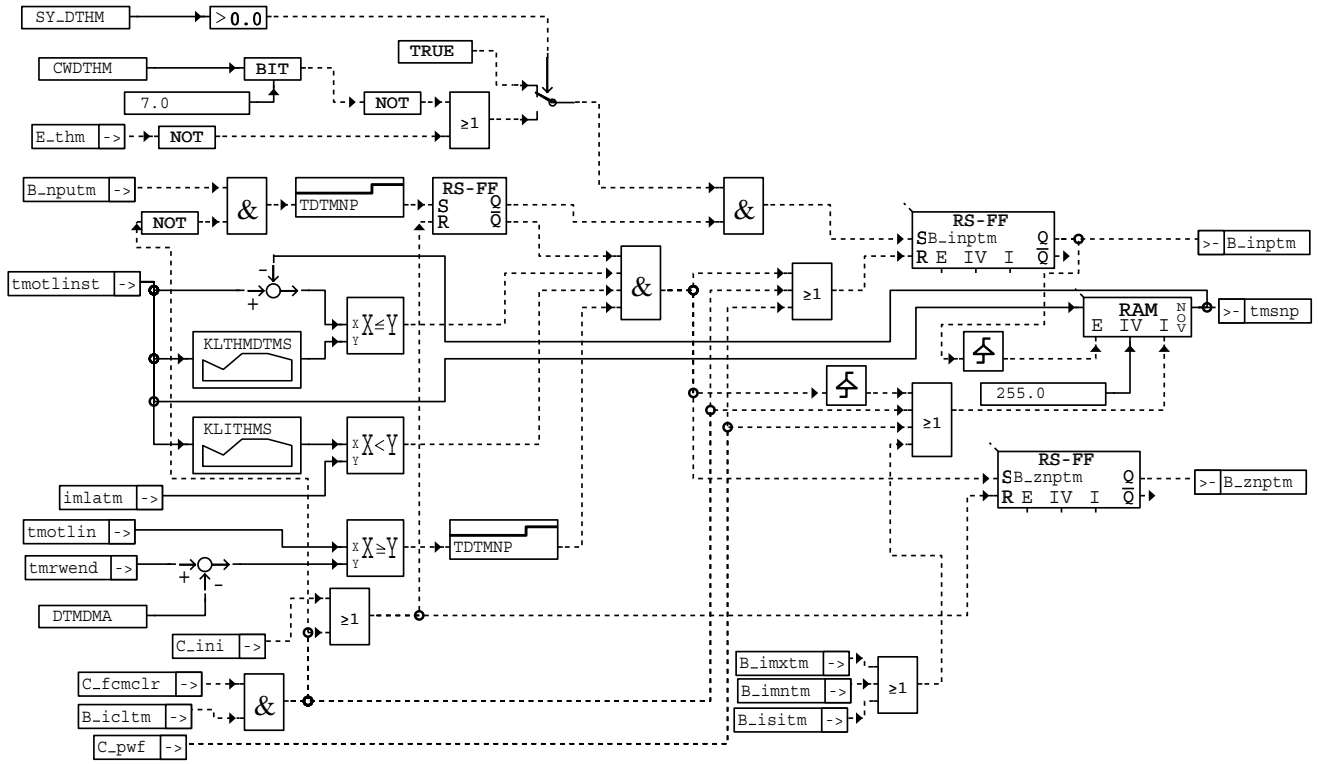 SY_DTHM
>0.0
TRUE
CWDTHM
BIT
7.0
NOT
≥1
E_thm ->
NOT
B_nputm ->
&
TDTMNP
RS-FF
S Q
R Q
NOT
&
RS-FF
SB_inptm Q
R E IV I Q
>- B_inptm
tmotlinst ->
-
+
&
≥1
RAM
E IV I
NOV
>- tmsnp
X X≤Y
Y
KLTHMDTMS
255.0
≥1
KLITHMS
X X<Y
Y
RS-FF
SB_znptm Q
R E IV I Q
>- B_znptm
imlatm ->
tmotlin ->
X X≥Y
Y
TDTMNP
tmrwend ->
+
-
DTMDMA
≥1
C_ini ->
B_imxtm ->
B_imntm ->
≥1
B_isitm ->
C_fcmclr ->
&
B_icltm ->
C_pwf ->